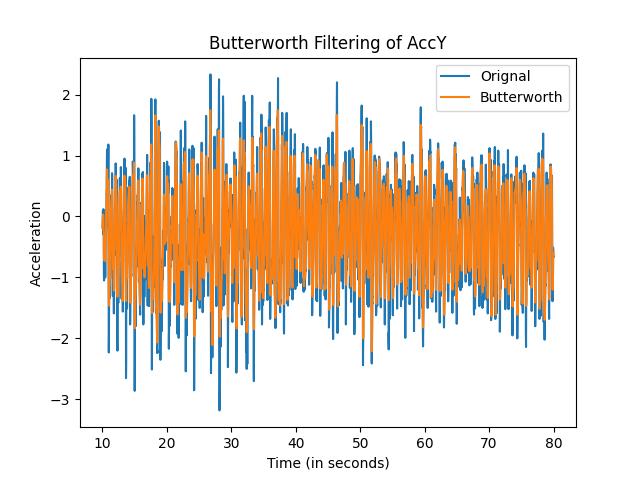 Butterworth Filtering of AccY
Orignal
Butterworth
2
1
0
−1
−2
−3
Acceleration
10 20 30 40 50 60 70 80
Time (in seconds)